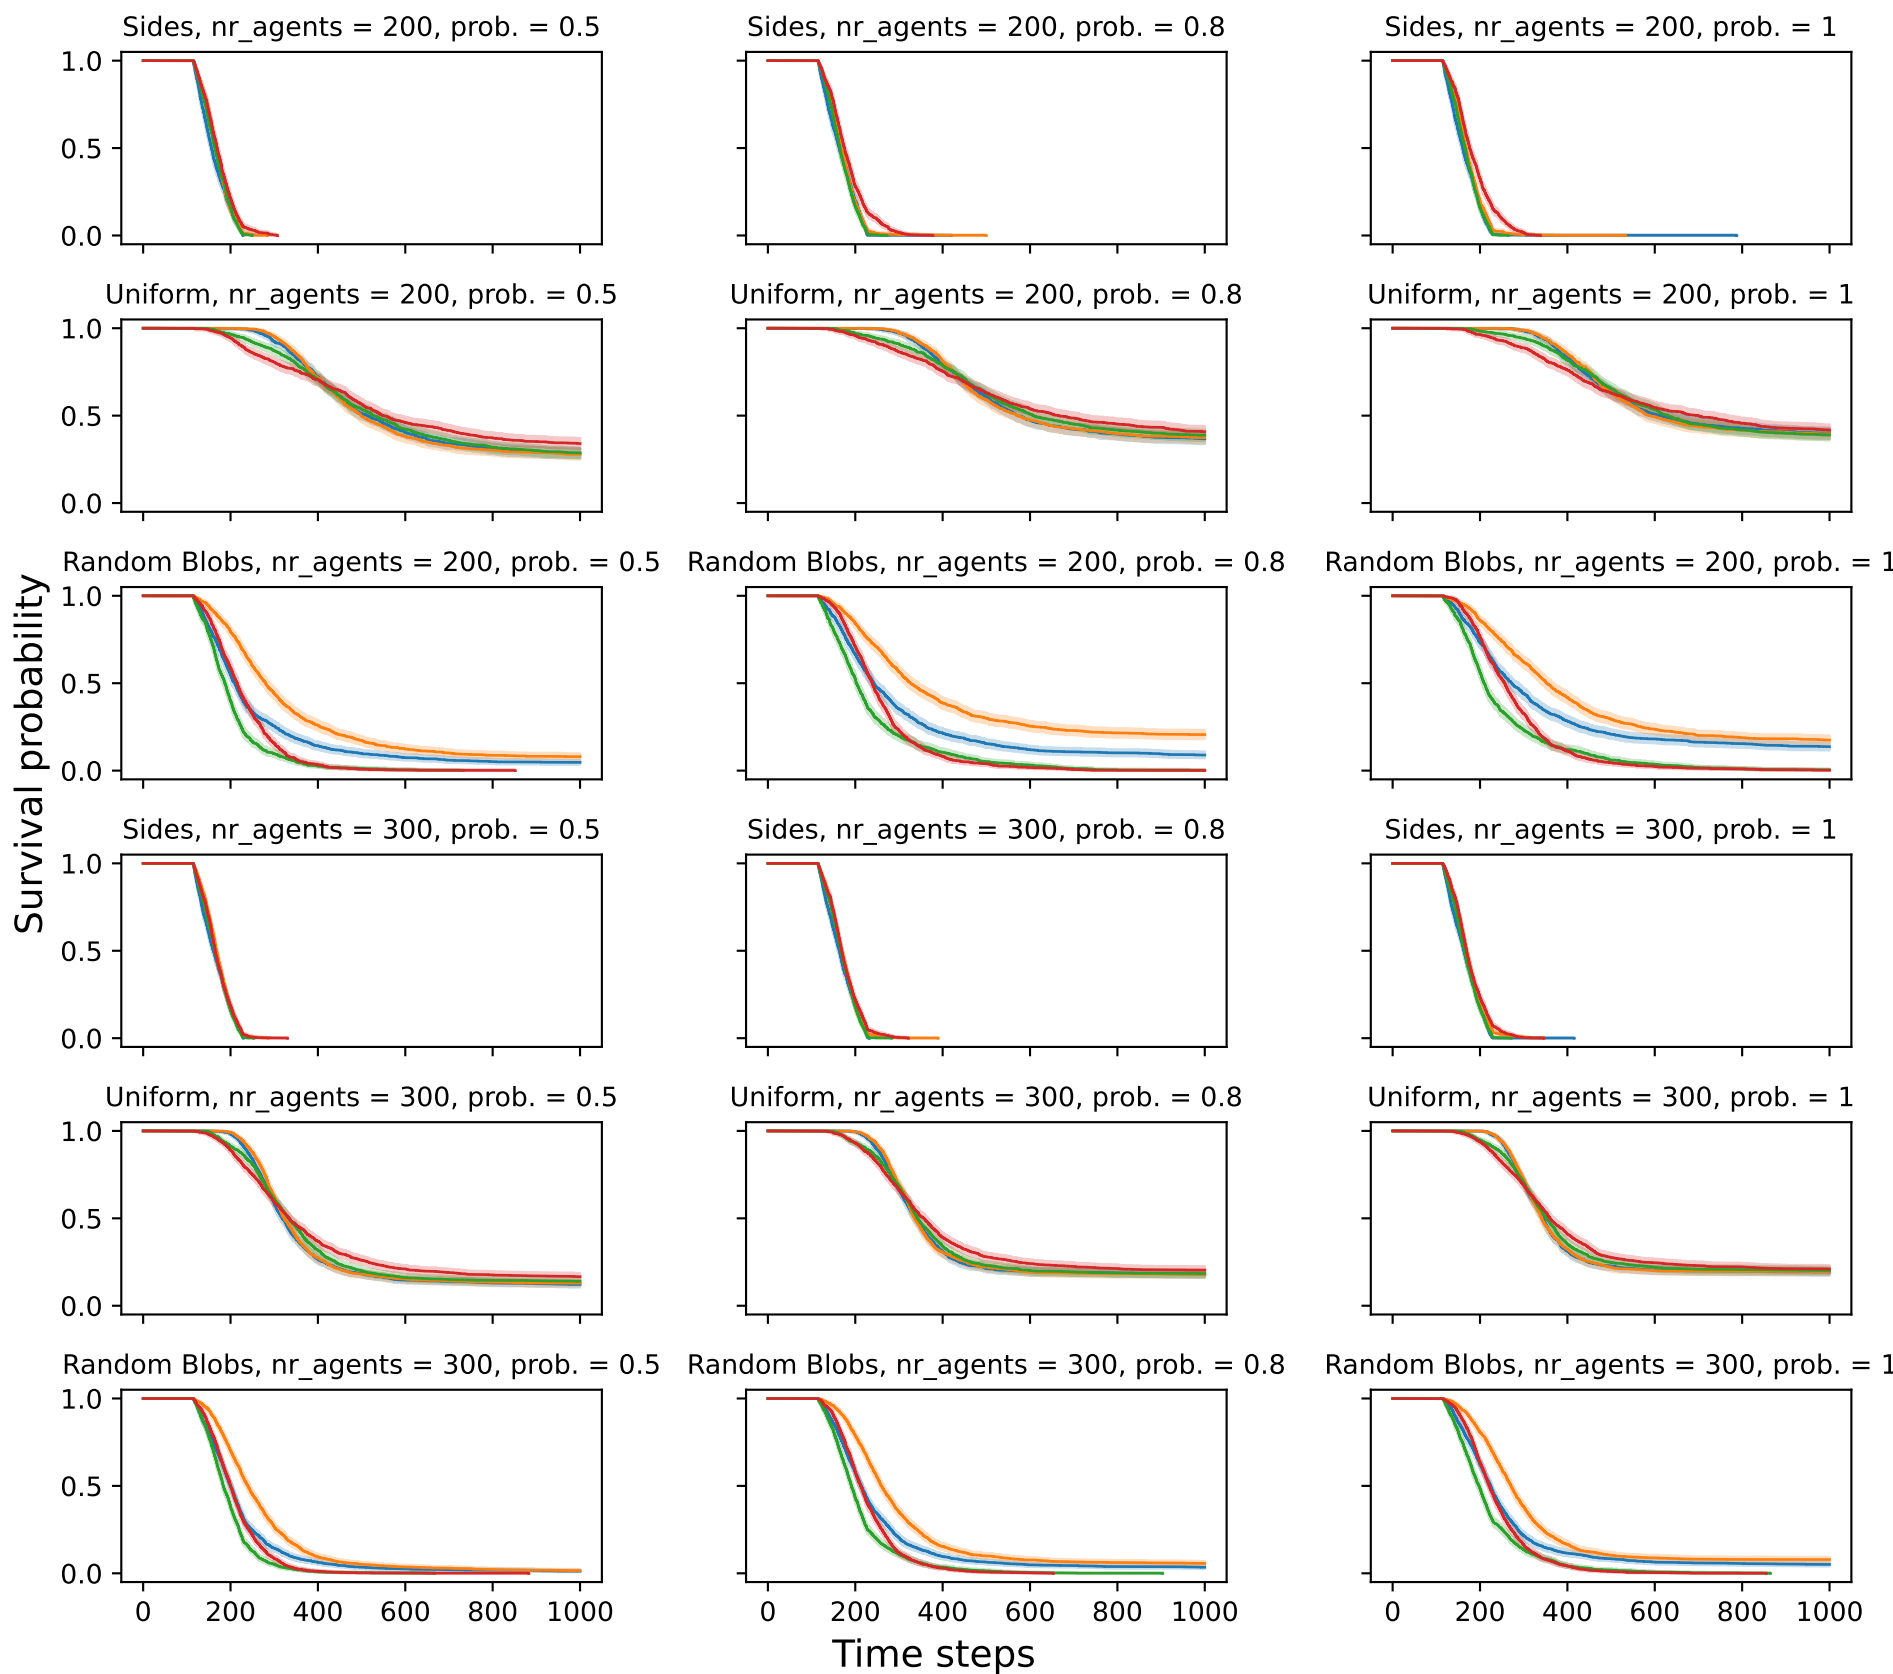 Sides, nr_agents = 200, prob. = 0.5
Sides, nr_agents = 200, prob. = 0.8
Sides, nr_agents = 200, prob. = 1
1.0
0.5
0.0
Uniform, nr_agents = 200, prob. = 0.5
Uniform, nr_agents = 200, prob. = 0.8
Uniform, nr_agents = 200, prob. = 1
1.0
0.5
0.0
Random Blobs, nr_agents = 200, prob. = 0.5
Random Blobs, nr_agents = 200, prob. = 0.8
Random Blobs, nr_agents = 200, prob. = 1
1.0
0.5
0.0
Survival probability
Sides, nr_agents = 300, prob. = 0.5
Sides, nr_agents = 300, prob. = 0.8
Sides, nr_agents = 300, prob. = 1
1.0
0.5
0.0
Uniform, nr_agents = 300, prob. = 0.5
Uniform, nr_agents = 300, prob. = 0.8
Uniform, nr_agents = 300, prob. = 1
1.0
0.5
0.0
Random Blobs, nr_agents = 300, prob. = 0.5
Random Blobs, nr_agents = 300, prob. = 0.8
Random Blobs, nr_agents = 300, prob. = 1
1.0
0.5
0.0
0 200 400 600 800 1000
0 200 400 600 800 1000
0 200 400 600 800 1000
Time steps